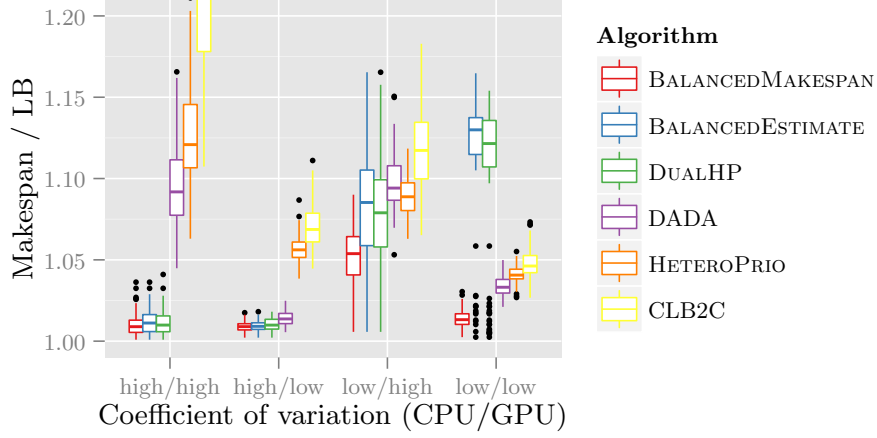 1.20
1.15
1.10
1.05
1.00
Makespan / LB
high/high
high/low
low/high
low/low
Coefficient of variation (CPU/GPU)
Algorithm
BALANCEDMAKESPAN
BALANCEDESTIMATE
DUALHP
DADA
HETEROPRIO
CLB2C